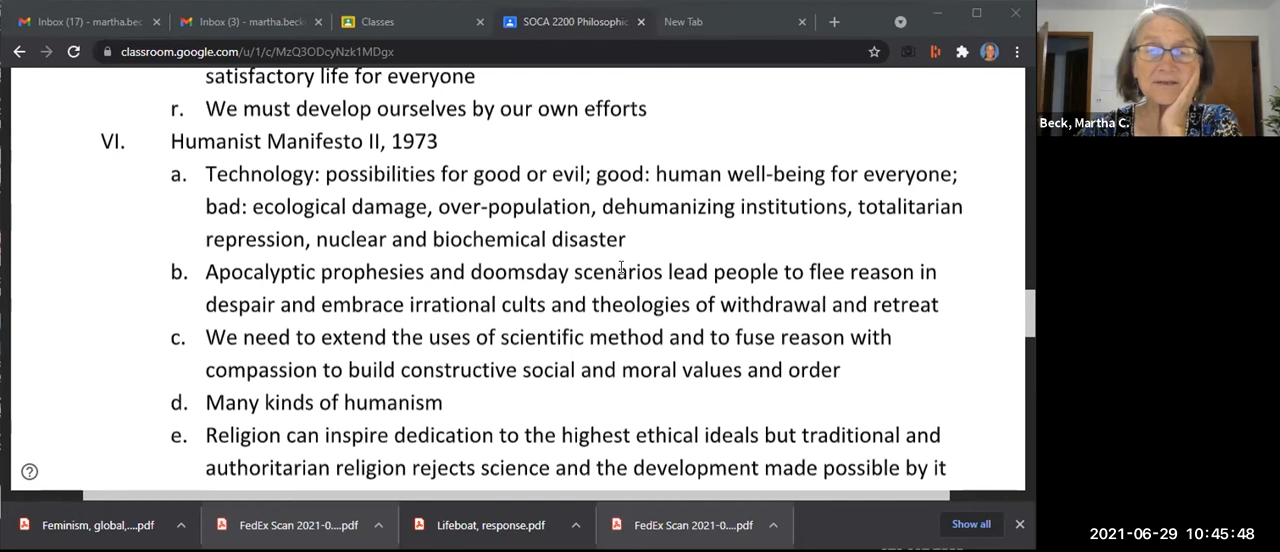 Inbox (17) - martha.bec
Inbox (3) - martha.beck
Classes
SOCA 2200 Philosophic
New Tab
classroom.google.com/u/1/c/MzQ3ODcyNzk1MDgx
satisfactory life for everyone
r. We must develop ourselves by our own efforts
VI. Humanist Manifesto II, 1973
a. Technology: possibilities for good or evil; good: human well-being for everyone;
bad: ecological damage, over-population, dehumanizing institutions, totalitarian
repression, nuclear and biochemical disaster
b. Apocalyptic prophesies and doomsday scenarios lead people to flee reason in
despair and embrace irrational cults and theologies of withdrawal and retreat
c. We need to extend the uses of scientific method and to fuse reason with
compassion to build constructive social and moral values and order
d. Many kinds of humanism
e. Religion can inspire dedication to the highest ethical ideals but traditional and
authoritarian religion rejects science and the development made possible by it
Beck, Martha C.
Feminism, global,....pdf
FedEx Scan 2021-0....pdf
Lifeboat, response.pdf
FedEx Scan 2021-0....pdf
Show all
2021-06-29 10:45:48